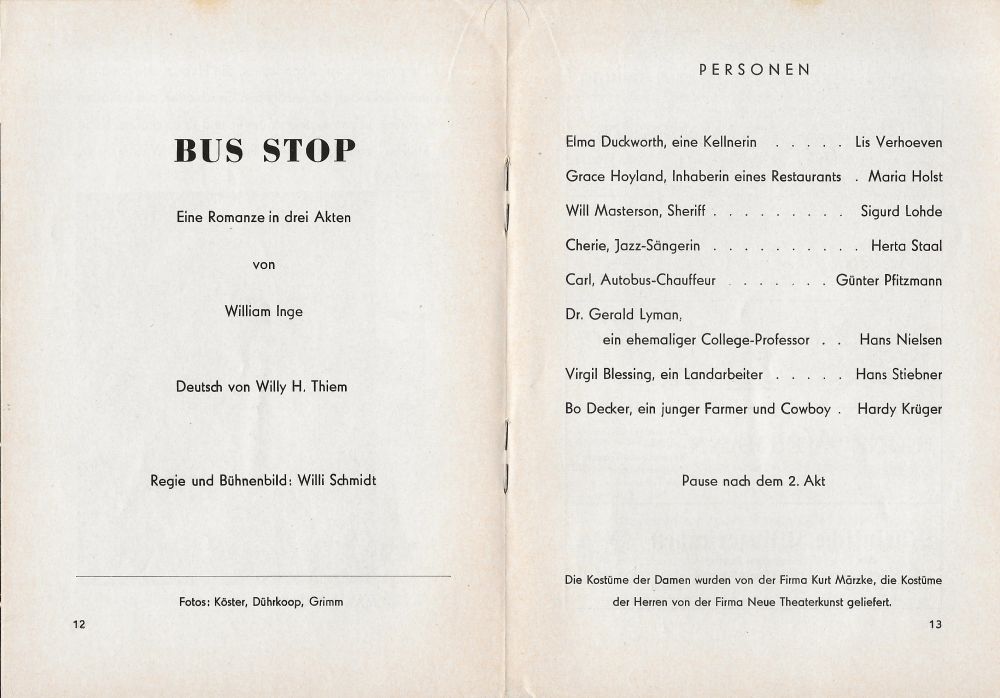 BUS STOP
Eine Romanze in drei Akten
von
William Inge
Deutsch von Willy H. Thiem
Regie und Bühnenbild: Willi Schmidt
Fotos: Köster, Dührkoop, Grimm
12
PERSONEN
Elma Duckworth, eine Kellnerin . . . . . Lis Verhoeven
Grace Hoyland, Inhaberin eines Restaurants . Maria Holst
Will Masterson, Sheriff . . . . . . . . . Sigurd Lohde
Cherie, Jazz-Sängerin . . . . . . . . . . Herta Staal
Carl, Autobus-Chauffeur . . . . . . . Günter Pfitzmann
Dr. Gerald Lyman,
ein ehemaliger College-Professor . . Hans Nielsen
Virgil Blessing, ein Landarbeiter . . . . . Hans Stiebner
Bo Decker, ein junger Farmer und Cowboy . Hardy Krüger
Pause nach dem 2. Akt
Die Kostüme der Damen wurden von der Firma Kurt Märzke, die Kostüme
der Herren von der Firma Neue Theaterkunst geliefert.
13